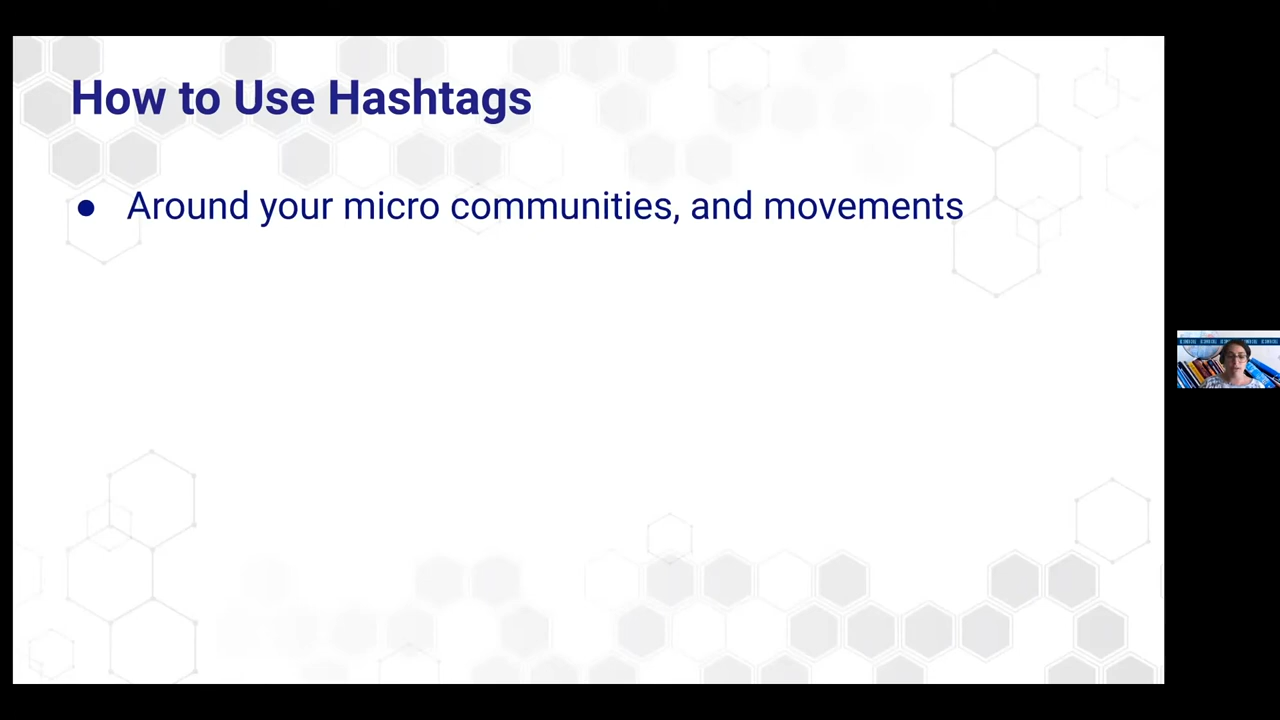 How to Use Hashtags
● Around your micro communities, and movements